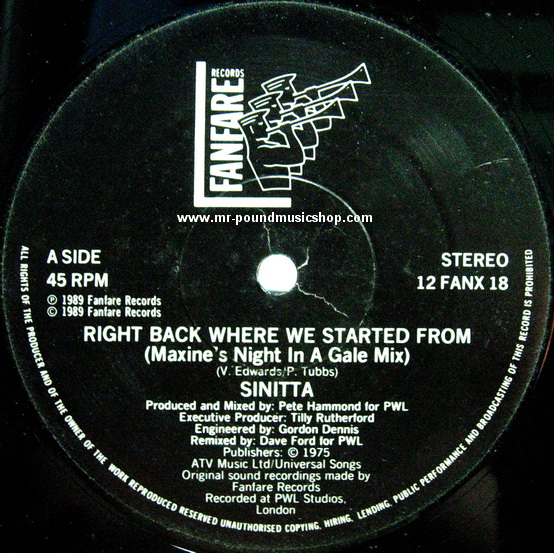 FANFARE
RECORDS
www.mr-poundmusicshop.com
A SIDE
45 RPM
STEREO
12 FANX 18
Ⓟ 1989 Fanfare Records
© 1989 Fanfare Records
RIGHT BACK WHERE WE STARTED FROM
(Maxine's Night In A Gale Mix)
(V. Edwards/P. Tubbs)
SINITTA
Produced and Mixed by: Pete Hammond for PWL
Executive Producer: Tilly Rutherford
Engineered by: Gordon Dennis
Remixed by: Dave Ford for PWL
Publishers: © 1975
ATV Music Ltd/Universal Songs
Original sound recordings made by
Fanfare Records
Recorded at PWL Studios,
London
ALL RIGHTS OF THE PRODUCER AND OF THE OWNER OF THE WORK REPRODUCED RESERVED UNAUTHORISED COPYING, HIRING, LENDING, PUBLIC PERFORMANCE AND BROADCASTING OF THIS RECORD IS PROHIBITED